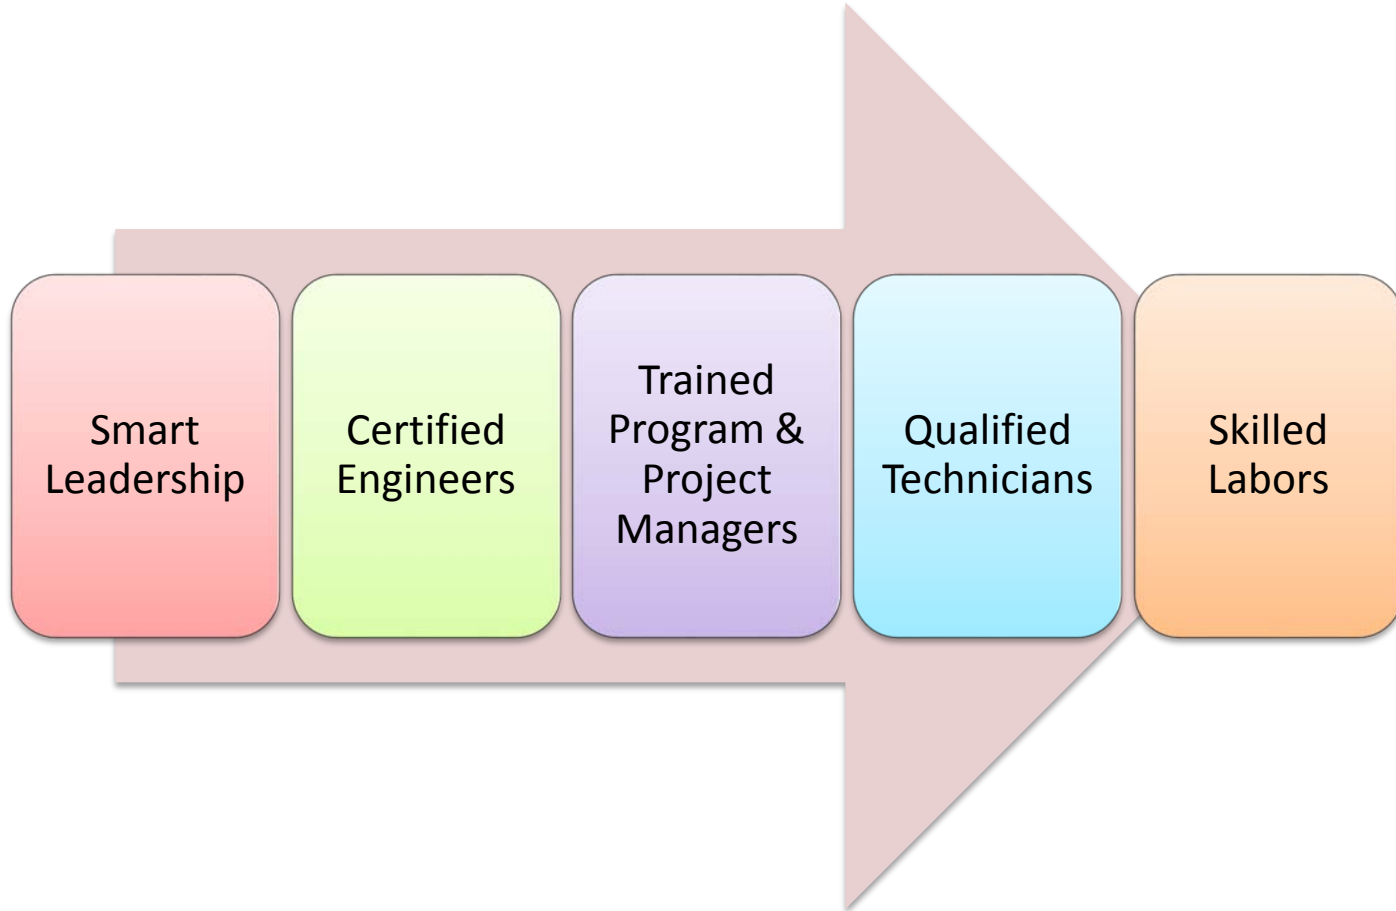 Smart
Leadership
Certified
Engineers
Trained
Program &
Project
Managers
Qualified
Technicians
Skilled
Labors